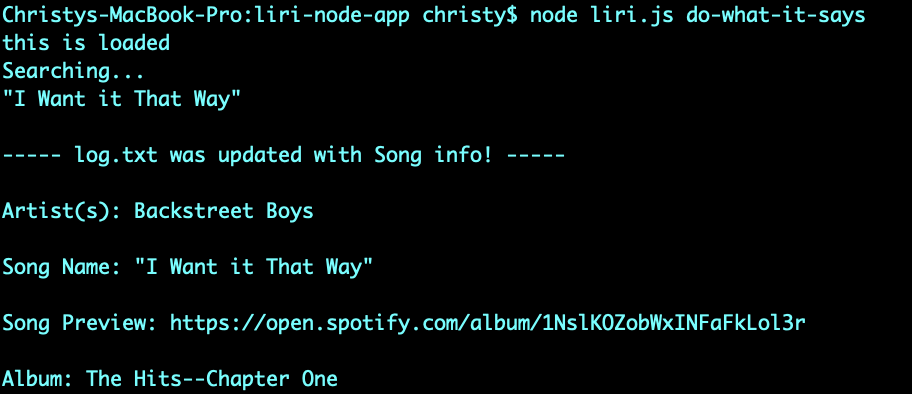 Christys-MacBook-Pro:liri-node-app christy$ node liri.js do-what-it-says
this is loaded
Searching...
"I Want it That Way"
----- log.txt was updated with Song info! -----
Artist(s): Backstreet Boys
Song Name: "I Want it That Way"
Song Preview: https://open.spotify.com/album/1NslKOZobWxINFaFkLol3r
Album: The Hits--Chapter One